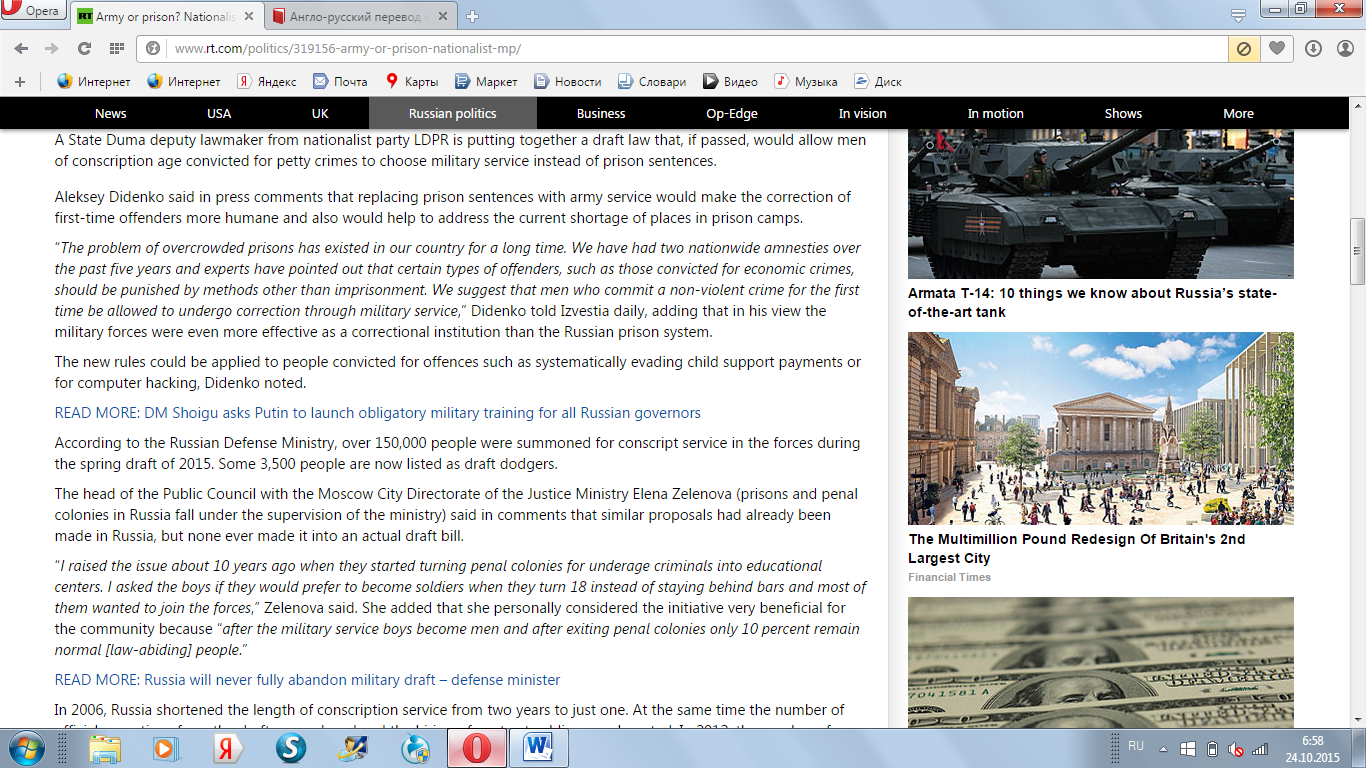 Opera
Army or prison? Nationalis
Англо-русский перевод
www.rt.com/politics/319156-army-or-prison-nationalist-mp/
Интернет Интернет Яндекс Почта Карты Маркет Новости Словари Видео Музыка Диск
News USA UK Russian politics Business Op-Edge In vision In motion Shows More
A State Duma deputy lawmaker from nationalist party LDPR is putting together a draft law that, if passed, would allow men
of conscription age convicted for petty crimes to choose military service instead of prison sentences.
Aleksey Didenko said in press comments that replacing prison sentences with army service would make the correction of
first-time offenders more humane and also would help to address the current shortage of places in prison camps.
“The problem of overcrowded prisons has existed in our country for a long time. We have had two nationwide amnesties over
the past five years and experts have pointed out that certain types of offenders, such as those convicted for economic crimes,
should be punished by methods other than imprisonment. We suggest that men who commit a non-violent crime for the first
time be allowed to undergo correction through military service,” Didenko told Izvestia daily, adding that in his view the
military forces were even more effective as a correctional institution than the Russian prison system.
The new rules could be applied to people convicted for offences such as systematically evading child support payments or
for computer hacking, Didenko noted.
READ MORE: DM Shoigu asks Putin to launch obligatory military training for all Russian governors
According to the Russian Defense Ministry, over 150,000 people were summoned for conscript service in the forces during
the spring draft of 2015. Some 3,500 people are now listed as draft dodgers.
The head of the Public Council with the Moscow City Directorate of the Justice Ministry Elena Zelenova (prisons and penal
colonies in Russia fall under the supervision of the ministry) said in comments that similar proposals had already been
made in Russia, but none ever made it into an actual draft bill.
“I raised the issue about 10 years ago when they started turning penal colonies for underage criminals into educational
centers. I asked the boys if they would prefer to become soldiers when they turn 18 instead of staying behind bars and most of
them wanted to join the forces,” Zelenova said. She added that she personally considered the initiative very beneficial for
the community because “after the military service boys become men and after exiting penal colonies only 10 percent remain
normal [law-abiding] people.”
READ MORE: Russia will never fully abandon military draft – defense minister
In 2006, Russia shortened the length of conscription service from two years to just one. At the same time the number of
Armata T-14: 10 things we know about Russia’s state-
of-the-art tank
The Multimillion Pound Redesign Of Britain's 2nd
Largest City
Financial Times
RU
6:58
24.10.2015